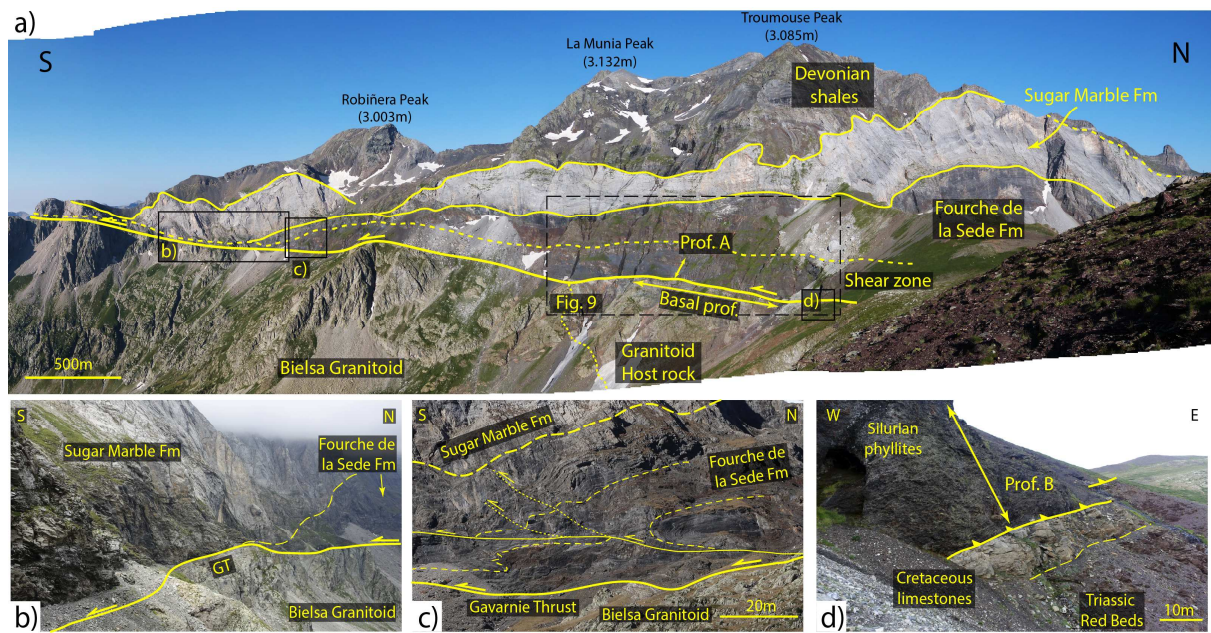 a)
S
N
Troumouse Peak
(3.085m)
La Munia Peak
(3.132m)
Robiñera Peak
(3.003m)
Devonian
shales
Sugar Marble Fm
Fourche de
la Sede Fm
b)
c)
Prof. A
Shear zone
Fig. 9
Basal prof.
d)
500m
Bielsa Granitoid
Granitoid
Host rock
S
N
Sugar Marble Fm
Fourche de
la Sede Fm
GT
Bielsa Granitoid
b)
S
N
Sugar Marble Fm
Fourche de
la Sede Fm
Gavarnie Thrust
Bielsa Granitoid
20m
c)
W
E
Silurian
phyllites
Prof. B
Cretaceous
limestones
Triassic
Red Beds
10m
d)